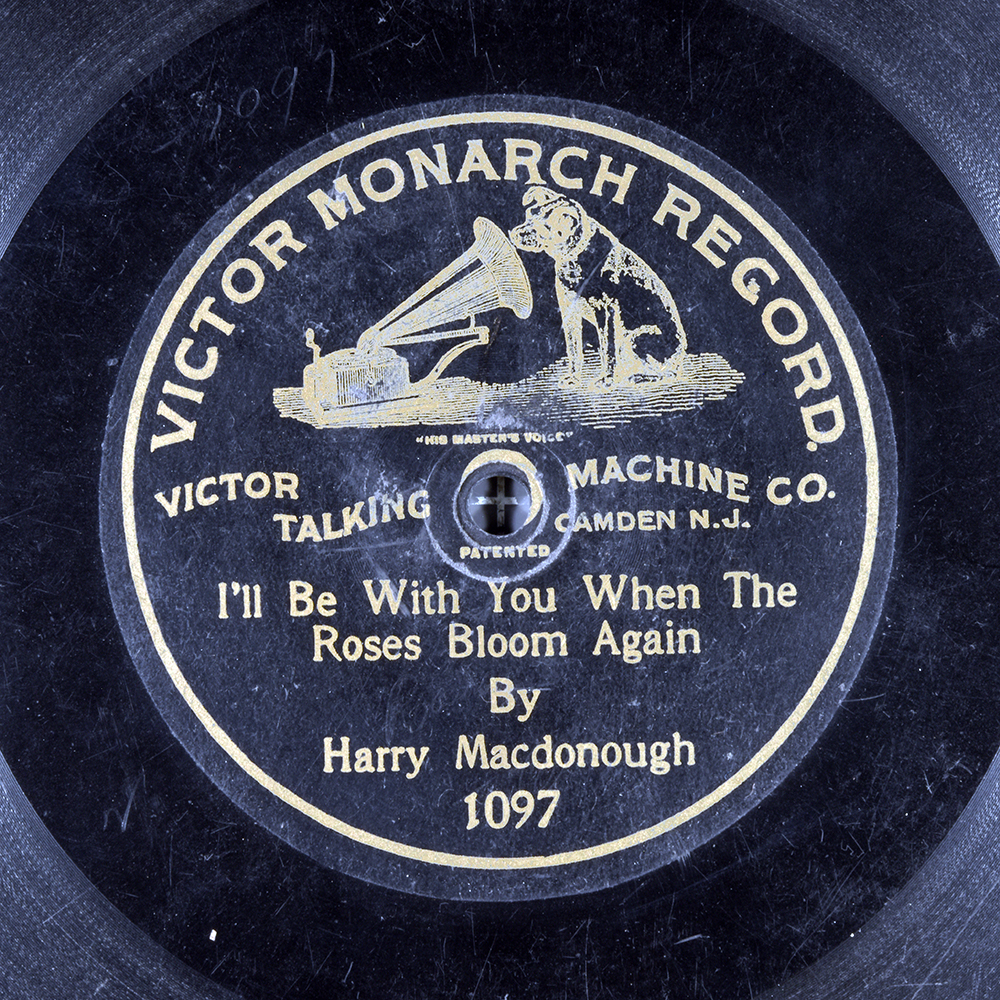 1097
VICTOR MONARCH RECORD.
"HIS MASTER'S VOICE"
VICTOR TALKING MACHINE CO.
CAMDEN N.J.
PATENTED
I'll Be With You When The
Roses Bloom Again
By
Harry Macdonough
1097